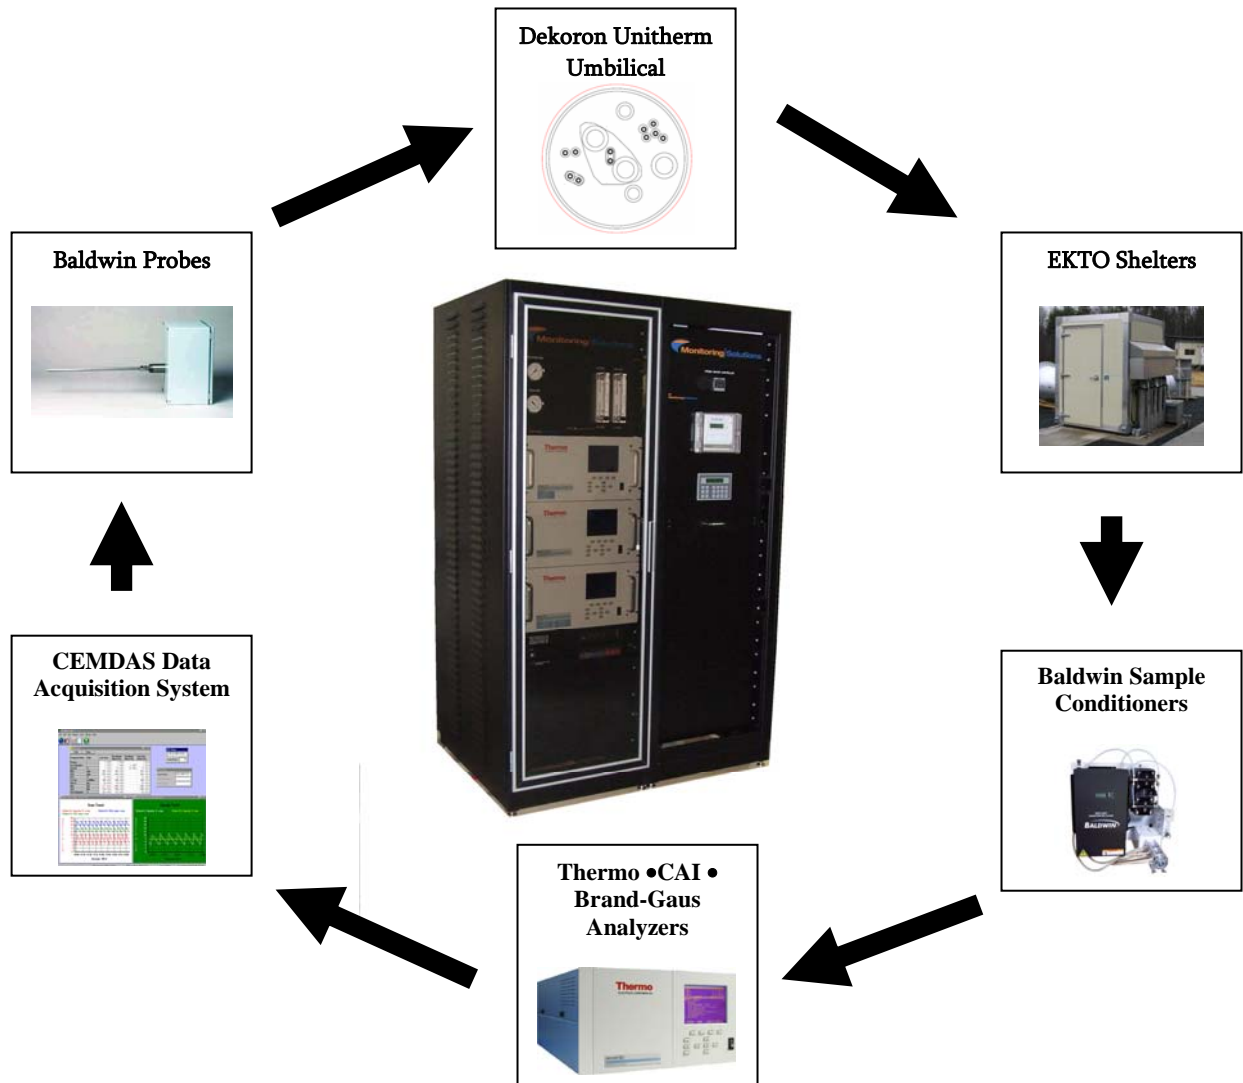 Dekoron Unitherm
Umbilical
Baldwin Probes
EKTO Shelters
Monitoring Solutions
Monitoring Solutions
Thermo
Thermo
Thermo
CEMDAS Data
Acquisition System
Baldwin Sample
Conditioners
BALDWIN
Thermo •CAI •
Brand-Gaus
Analyzers
Thermo